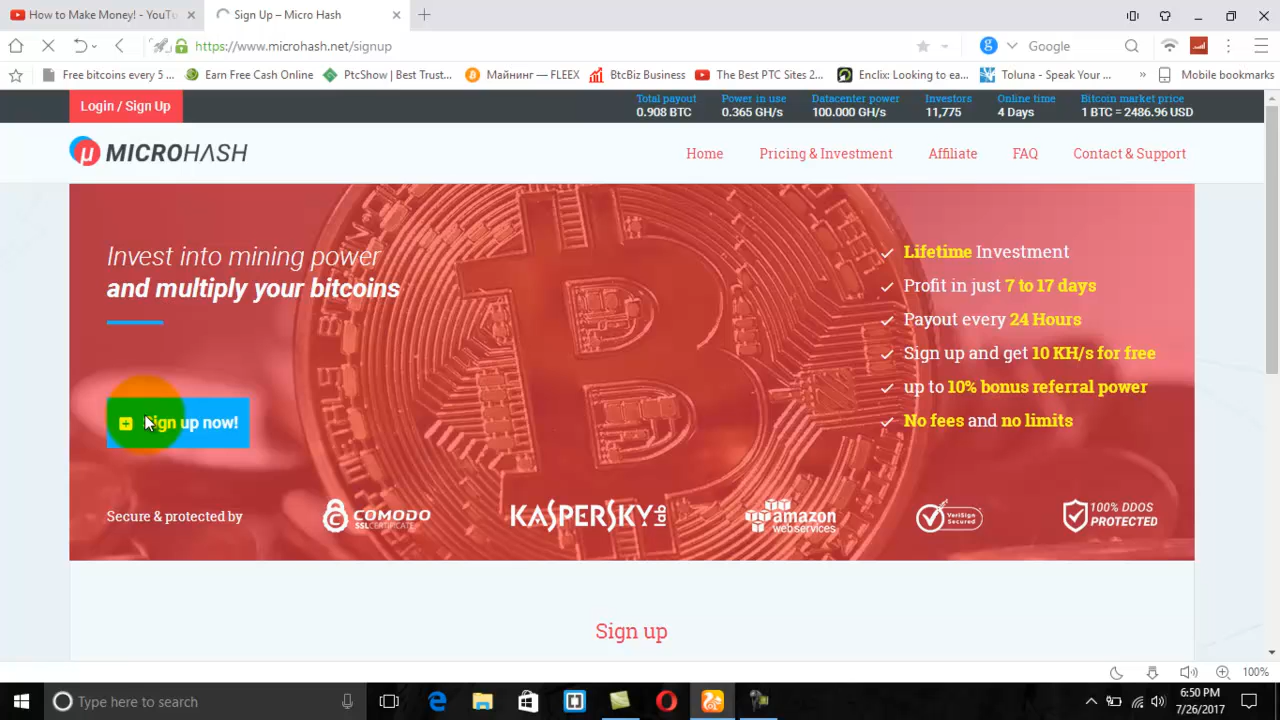 How to Make Money! - YouTu
Sign Up – Micro Hash
https://www.microhash.net/signup
Google
Free bitcoins every 5 ...
Earn Free Cash Online
PtcShow | Best Trust...
Майнинг — FLEEX
BtcBiz Business
The Best PTC Sites 2...
Enclix: Looking to ea...
Toluna - Speak Your ...
Mobile bookmarks
Login / Sign Up
Total payout
0.908 BTC
Power in use
0.365 GH/s
Datacenter power
100.000 GH/s
Investors
11,775
Online time
4 Days
Bitcoin market price
1 BTC = 2486.96 USD
µ MICROHΛSH
Home
Pricing & Investment
Affiliate
FAQ
Contact & Support
Invest into mining power
and multiply your bitcoins
Sign up now!
Lifetime Investment
Profit in just 7 to 17 days
Payout every 24 Hours
Sign up and get 10 KH/s for free
up to 10% bonus referral power
No fees and no limits
Secure & protected by
COMODO
SSL CERTIFICATE
KASPERSKY lab
amazon
webservices
VeriSign
Secured
100% DDOS
PROTECTED
Sign up
100%
Type here to search
6:50 PM
7/26/2017